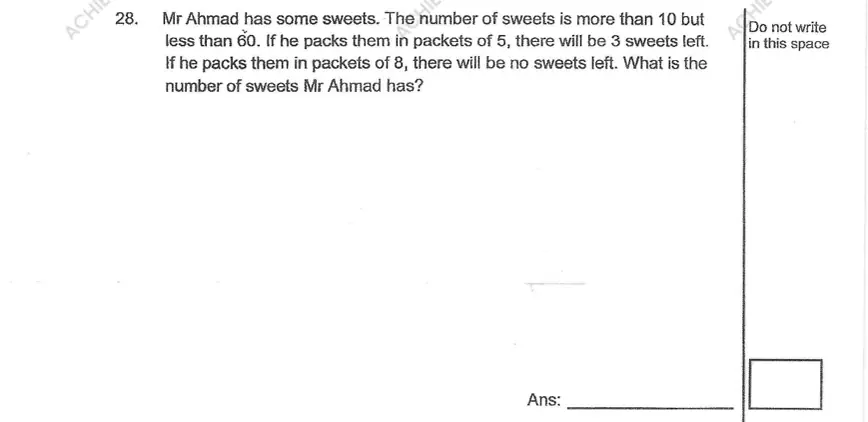 ACHIE
ACHIE
ACHIE
28. Mr Ahmad has some sweets. The number of sweets is more than 10 but
less than 60. If he packs them in packets of 5, there will be 3 sweets left.
If he packs them in packets of 8, there will be no sweets left. What is the
number of sweets Mr Ahmad has?
Do not write
in this space
Ans: